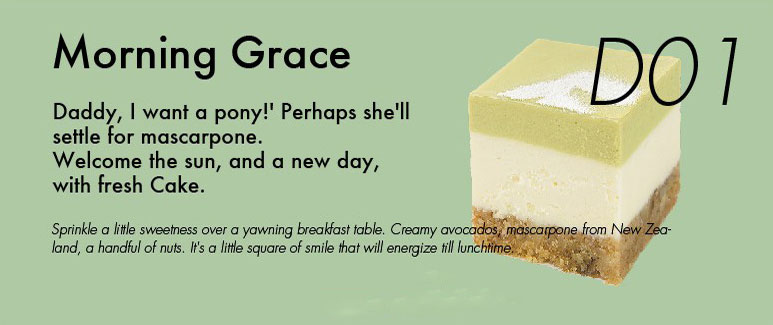 Morning Grace
D01
Daddy, I want a pony!' Perhaps she'll
settle for mascarpone.
Welcome the sun, and a new day,
with fresh Cake.
Sprinkle a little sweetness over a yawning breakfast table. Creamy avocados, mascarpone from New Zea-
land, a handful of nuts. It's a little square of smile that will energize till lunchtime.